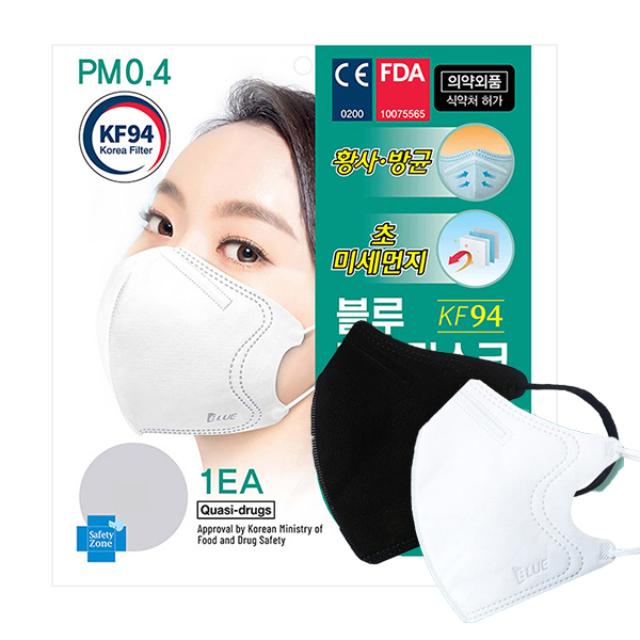 PM0.4
KF94
Korea Filter
CE
0200
FDA
10075565
의약외품
식약처 허가
황사·방균
초
미세먼지
블루
KF94
BLUE
1EA
Quasi-drugs
Approval by Korean Ministry of
Food and Drug Safety
Safety
Zone
BLUE